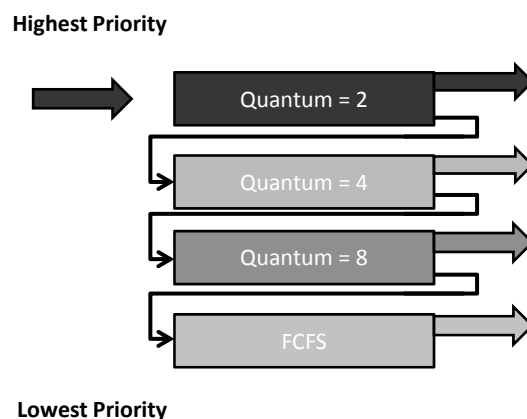 Highest Priority
Quantum = 2
Quantum = 4
Quantum = 8
FCFS
Lowest Priority